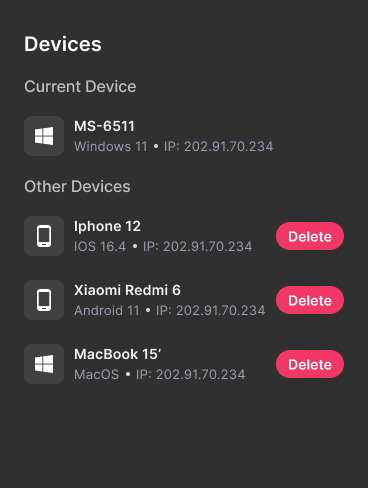 Devices
Current Device
MS-6511
Windows 11 • IP: 202.91.70.234
Other Devices
Iphone 12
IOS 16.4 • IP: 202.91.70.234
Delete
Xiaomi Redmi 6
Android 11 • IP: 202.91.70.234
Delete
MacBook 15’
MacOS • IP: 202.91.70.234
Delete